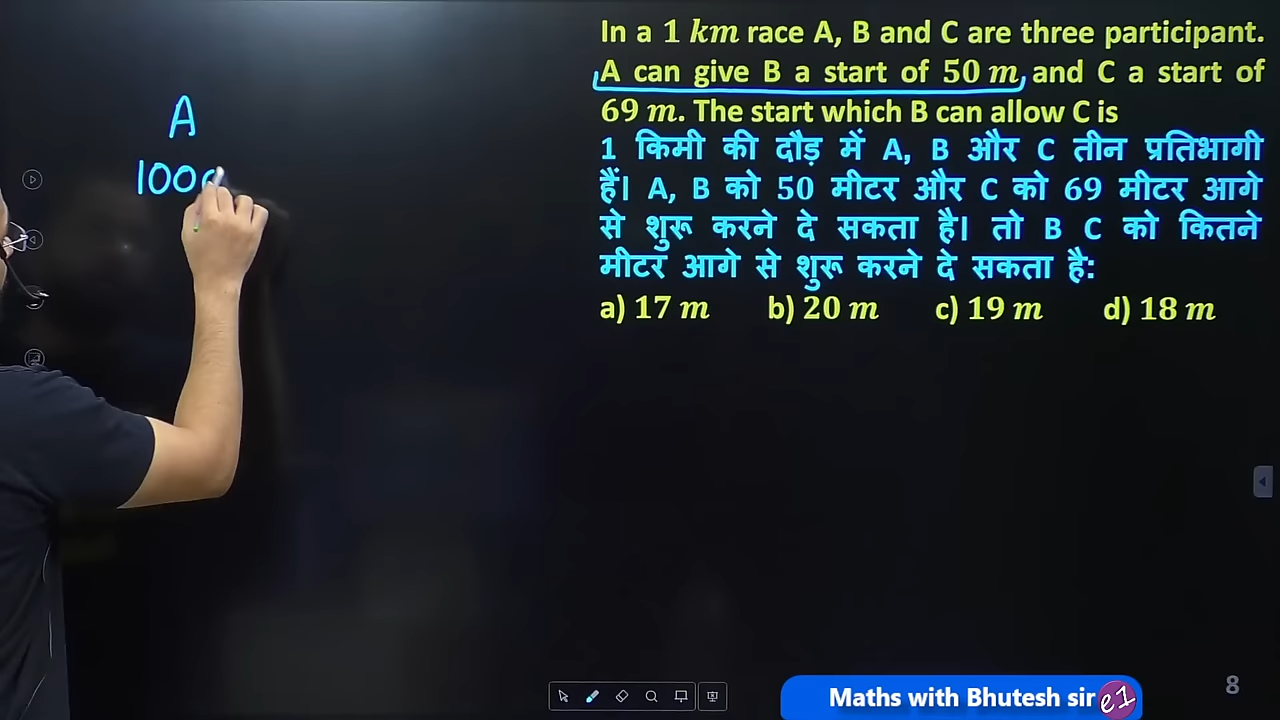 In a 1 km race A, B and C are three participant.
A can give B a start of 50 m, and C a start of
69 m. The start which B can allow C is
1 किमी की दौड़ में A, B और C तीन प्रतिभागी
हैं। A, B को 50 मीटर और C को 69 मीटर आगे
से शुरू करने दे सकता है। तो B C को कितने
मीटर आगे से शुरू करने दे सकता है:
a) 17 m b) 20 m c) 19 m d) 18 m
A
100
Maths with Bhutesh sir e1
8